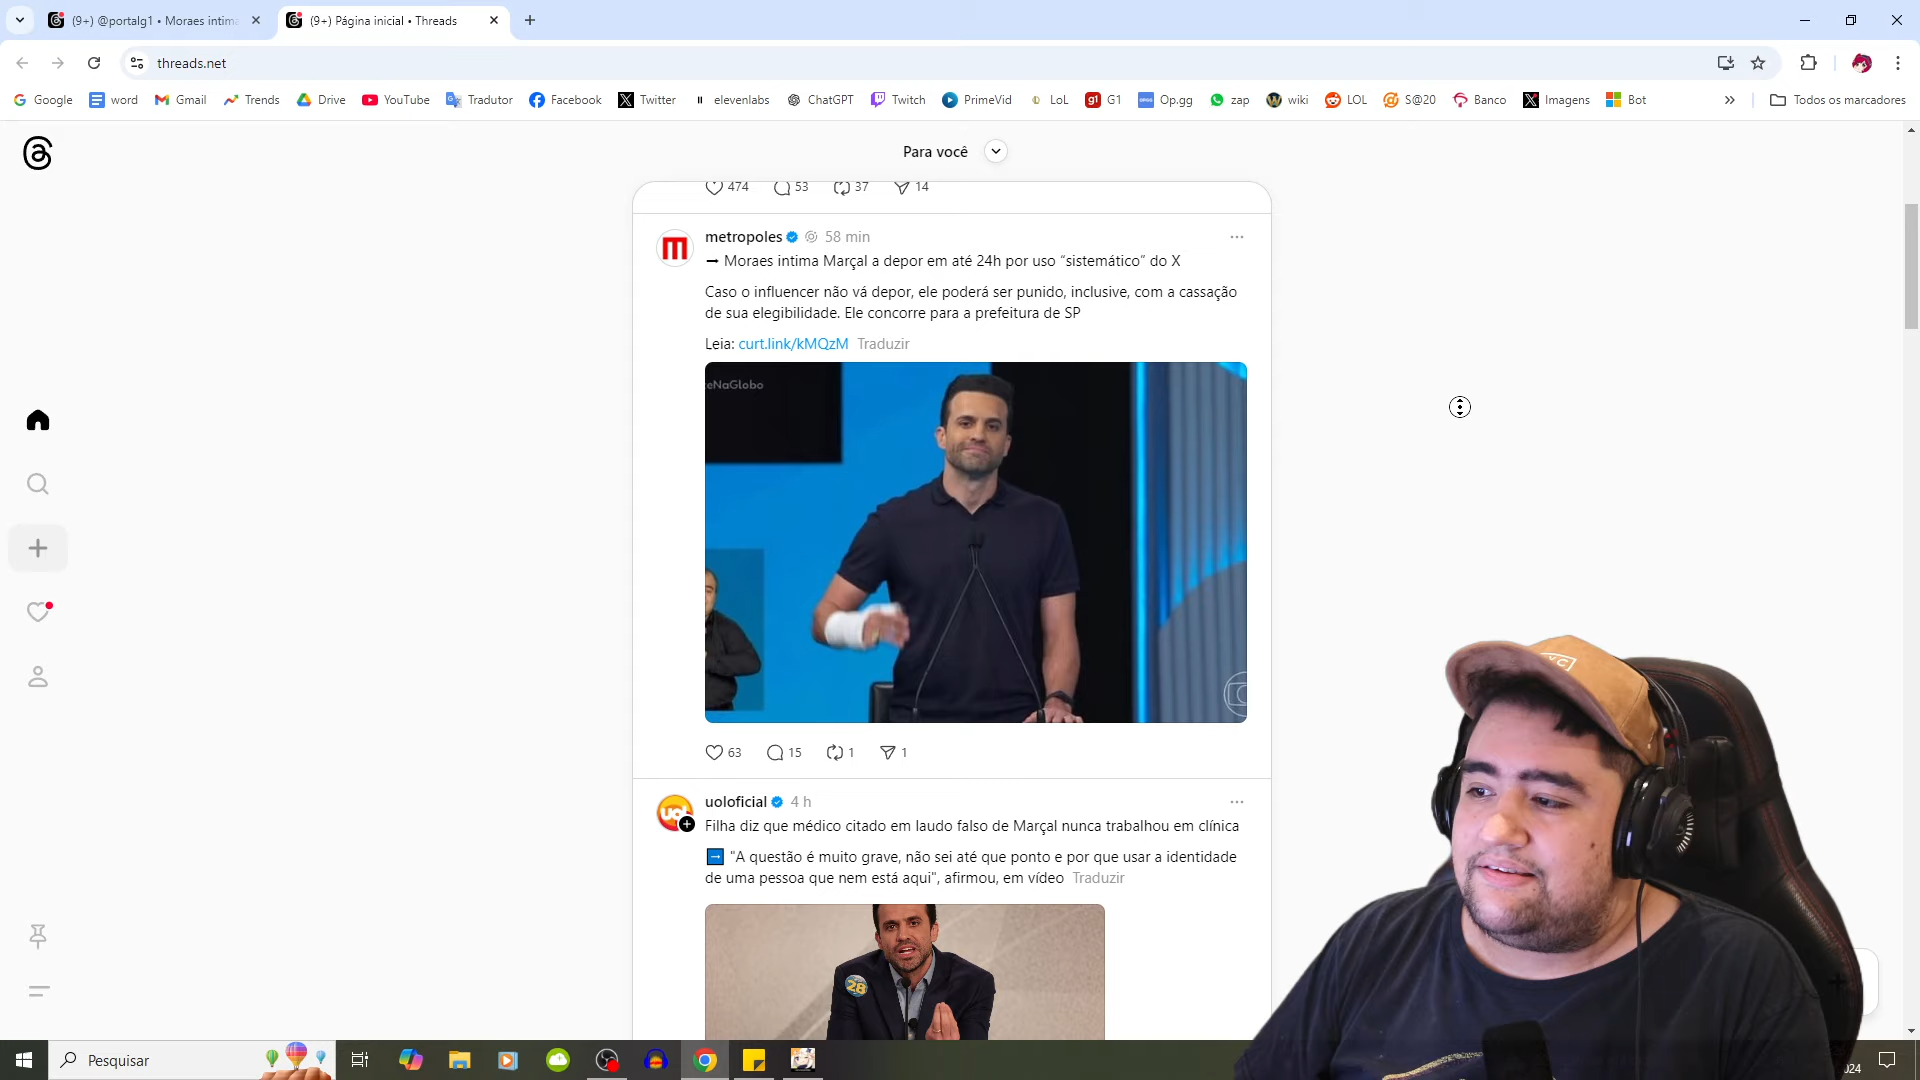 (9+) @portalg1 • Moraes intima
(9+) Página inicial • Threads
threads.net
Google
word
Gmail
Trends
Drive
YouTube
Tradutor
Facebook
Twitter
elevenlabs
ChatGPT
Twitch
PrimeVid
LoL
G1
Op.gg
zap
wiki
LOL
S@20
Banco
Imagens
Bot
Todos os marcadores
Para você
474 53 37 14
metropoles 58 min
➞ Moraes intima Marçal a depor em até 24h por uso “sistemático” do X
Caso o influencer não vá depor, ele poderá ser punido, inclusive, com a cassação
de sua elegibilidade. Ele concorre para a prefeitura de SP
Leia: curt.link/kMQzM Traduzir
eNaGlobo
63 15 1 1
uoloficial 4 h
Filha diz que médico citado em laudo falso de Marçal nunca trabalhou em clínica
➡️ "A questão é muito grave, não sei até que ponto e por que usar a identidade
de uma pessoa que nem está aqui", afirmou, em vídeo Traduzir
28
Pesquisar